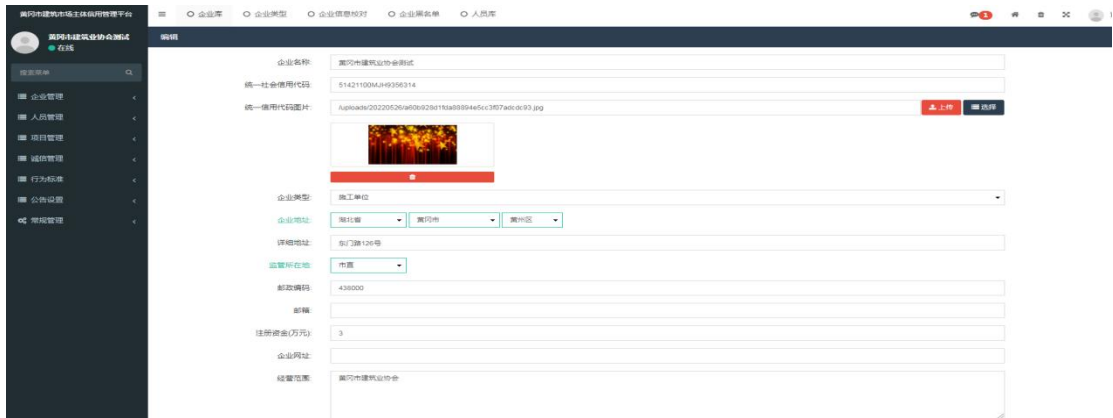 黄冈市建筑市场主体信用管理平台
企业库 企业类型 企业信息校对 企业黑名单 人员库
1
黄冈市建筑业协会测试
在线
编辑
搜索菜单
企业管理
人员管理
项目管理
诚信管理
行为标准
公告设置
常规管理
企业名称: 黄冈市建筑业协会测试
统一社会信用代码: 51421100MJH9356314
统一信用代码图片: /uploads/20220526/a60b928d1fda88894e5cc3f07adcdc93.jpg 上传 选择
企业类型: 施工单位
企业地址: 湖北省 黄冈市 黄州区
详细地址: 东门路126号
监管所在地: 市直
邮政编码: 438000
邮箱:
注册资金(万元): 3
企业网址:
经营范围: 黄冈市建筑业协会